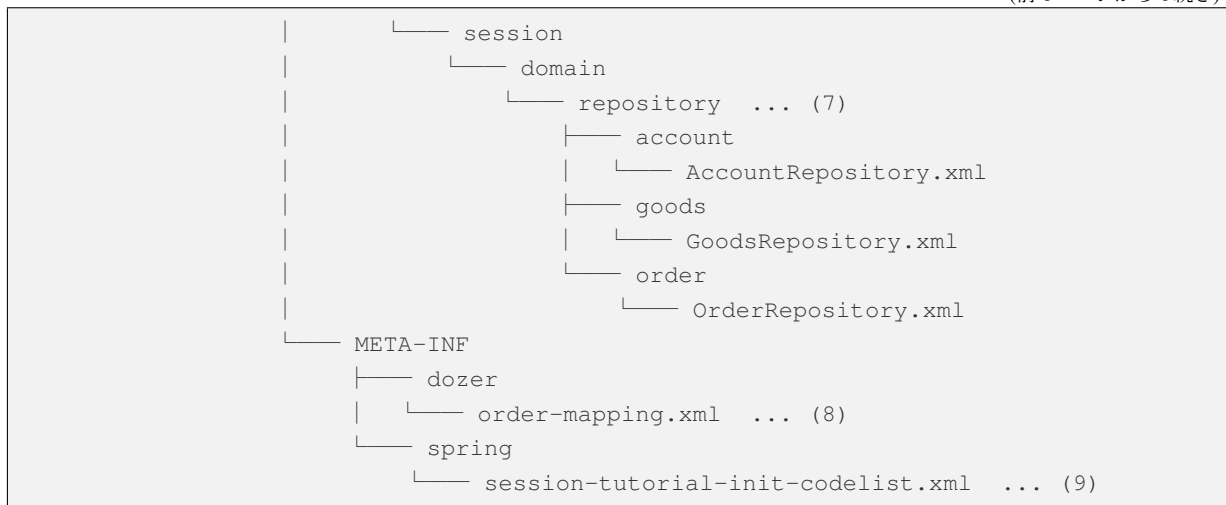 │       └─── session
│           └─── domain
│               └─── repository  ... (7)
│                   ├─── account
│                   │   └─── AccountRepository.xml
│                   ├─── goods
│                   │   └─── GoodsRepository.xml
│                   └─── order
│                       └─── OrderRepository.xml
└─── META-INF
    ├─── dozer
    │   └─── order-mapping.xml  ... (8)
    └─── spring
        └─── session-tutorial-init-codelist.xml  ... (9)